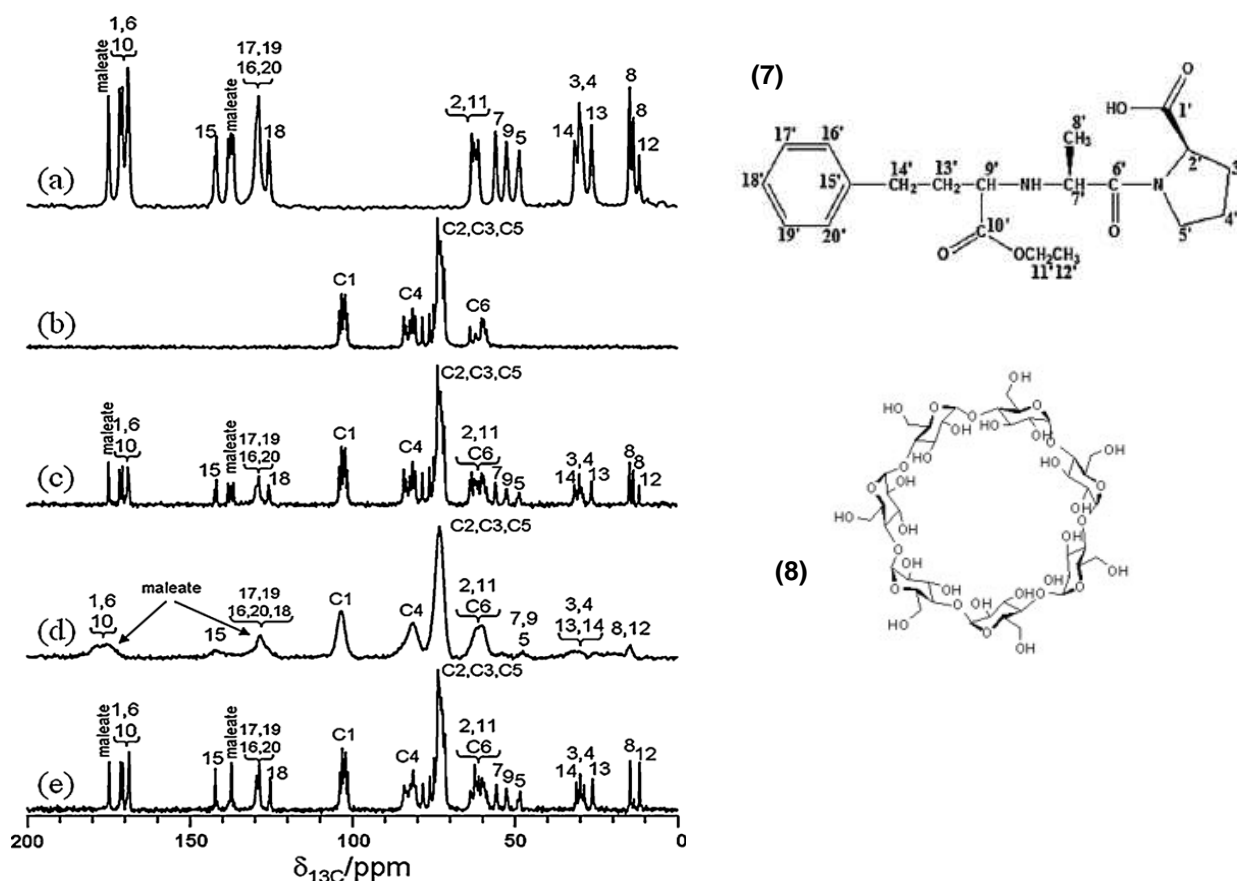 maleate
1,6
10
15
maleate
17,19
16,20
18
2,11
7
9
5
3,4
14
13
8
8
12
(a)
C2,C3,C5
C1
C4
C6
(b)
C2,C3,C5
maleate
1,6
10
15
maleate
17,19
16,20
18
C1
C4
2,11
C6
7
9
5
3,4
14
13
8
8
12
(c)
C2,C3,C5
maleate
1,6
10
15
17,19
16,20,18
C1
C4
2,11
C6
7,9
5
3,4
13,14
8,12
(d)
C2,C3,C5
maleate
1,6
10
15
maleate
17,19
16,20
18
C1
C4
2,11
C6
7
9
5
3,4
14
13
8
12
(e)
200
150
100
50
0
δ13C/ppm
(7)
O
HO
1'
8'
CH3
17'
16'
14'
13'
9'
6'
2'
3'
18'
15'
CH2
CH2
NH
7'
N
4'
19'
20'
10'
C
O
5'
O
OCH2CH3
11'
12'
(8)
OH
HO
O